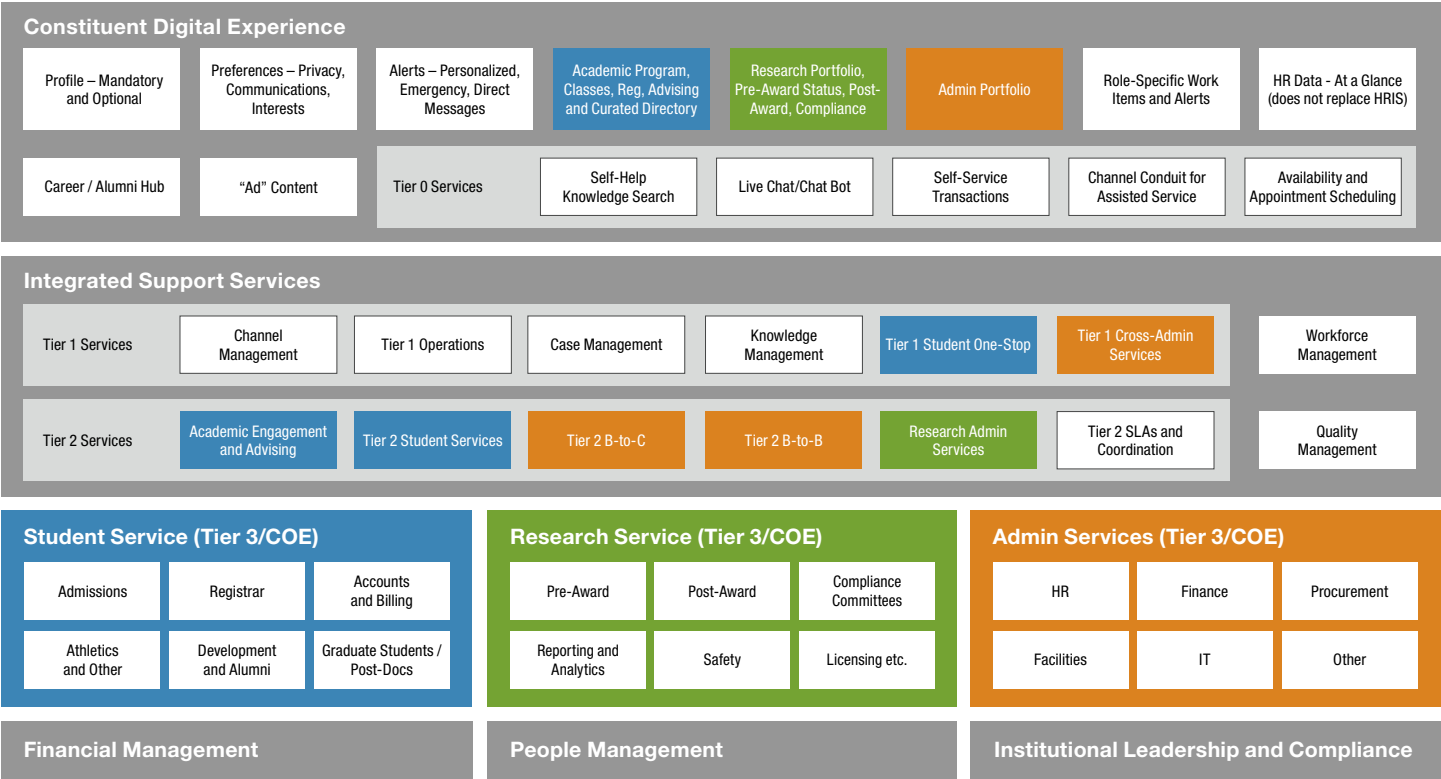 Constituent Digital Experience
Profile – Mandatory
and Optional
Preferences – Privacy,
Communications,
Interests
Alerts – Personalized,
Emergency, Direct
Messages
Academic Program,
Classes, Reg, Advising
and Curated Directory
Research Portfolio,
Pre-Award Status, Post-
Award, Compliance
Admin Portfolio
Role-Specific Work
Items and Alerts
HR Data - At a Glance
(does not replace HRIS)
Career / Alumni Hub
“Ad” Content
Tier 0 Services
Self-Help
Knowledge Search
Live Chat/Chat Bot
Self-Service
Transactions
Channel Conduit for
Assisted Service
Availability and
Appointment Scheduling
Integrated Support Services
Tier 1 Services
Channel
Management
Tier 1 Operations
Case Management
Knowledge
Management
Tier 1 Student One-Stop
Tier 1 Cross-Admin
Services
Workforce
Management
Tier 2 Services
Academic Engagement
and Advising
Tier 2 Student Services
Tier 2 B-to-C
Tier 2 B-to-B
Research Admin
Services
Tier 2 SLAs and
Coordination
Quality
Management
Student Service (Tier 3/COE)
Admissions
Registrar
Accounts
and Billing
Athletics
and Other
Development
and Alumni
Graduate Students /
Post-Docs
Research Service (Tier 3/COE)
Pre-Award
Post-Award
Compliance
Committees
Reporting and
Analytics
Safety
Licensing etc.
Admin Services (Tier 3/COE)
HR
Finance
Procurement
Facilities
IT
Other
Financial Management
People Management
Institutional Leadership and Compliance